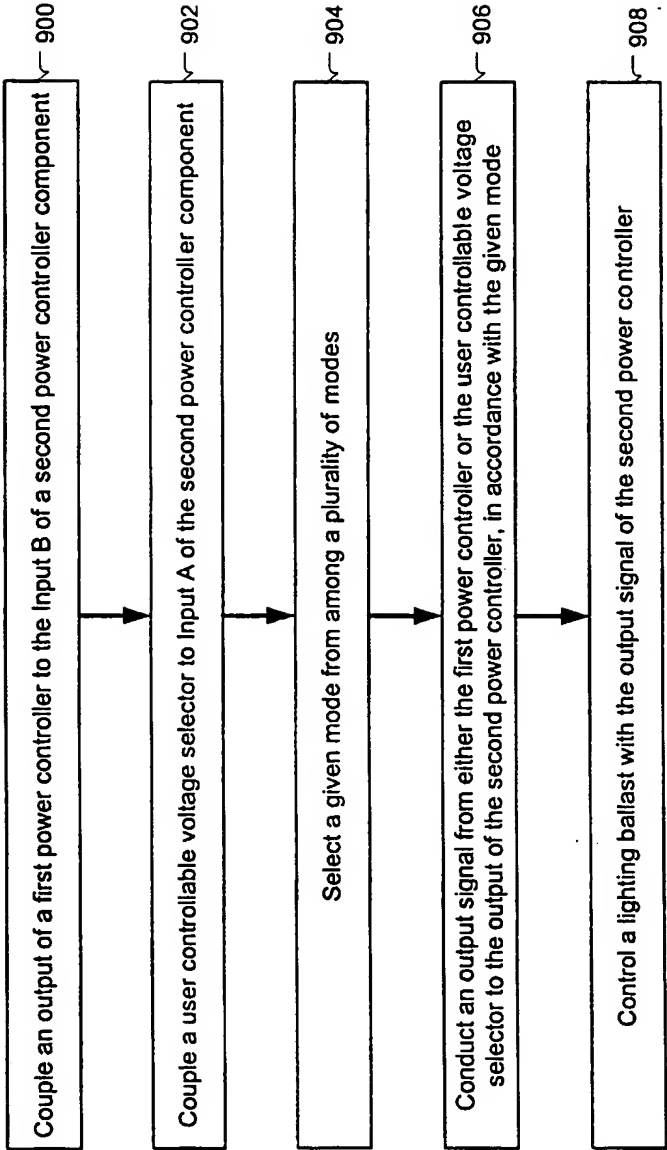 Couple an output of a first power controller to the Input B of a second power controller component
900
Couple a user controllable voltage selector to Input A of the second power controller component
902
Select a given mode from among a plurality of modes
904
Conduct an output signal from either the first power controller or the user controllable voltage
selector to the output of the second power controller, in accordance with the given mode
906
Control a lighting ballast with the output signal of the second power controller
908